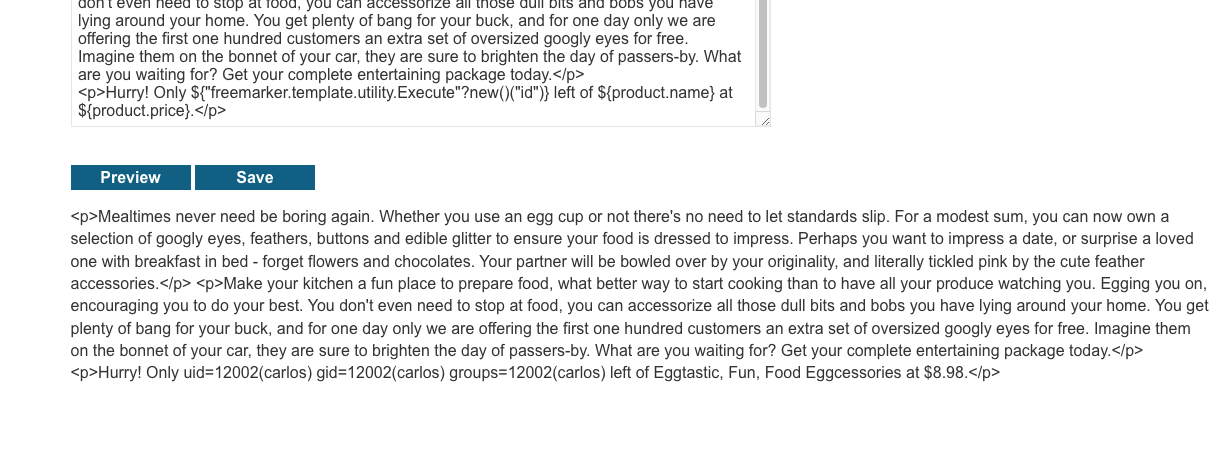 don't even need to stop at food, you can accessorize all those dull bits and bobs you have
lying around your home. You get plenty of bang for your buck, and for one day only we are
offering the first one hundred customers an extra set of oversized googly eyes for free.
Imagine them on the bonnet of your car, they are sure to brighten the day of passers-by. What
are you waiting for? Get your complete entertaining package today.</p>
<p>Hurry! Only ${"freemarker.template.utility.Execute"?new()("id")} left of ${product.name} at
${product.price}.</p>
Preview Save
<p>Mealtimes never need be boring again. Whether you use an egg cup or not there's no need to let standards slip. For a modest sum, you can now own a
selection of googly eyes, feathers, buttons and edible glitter to ensure your food is dressed to impress. Perhaps you want to impress a date, or surprise a loved
one with breakfast in bed - forget flowers and chocolates. Your partner will be bowled over by your originality, and literally tickled pink by the cute feather
accessories.</p> <p>Make your kitchen a fun place to prepare food, what better way to start cooking than to have all your produce watching you. Egging you on,
encouraging you to do your best. You don't even need to stop at food, you can accessorize all those dull bits and bobs you have lying around your home. You get
plenty of bang for your buck, and for one day only we are offering the first one hundred customers an extra set of oversized googly eyes for free. Imagine them
on the bonnet of your car, they are sure to brighten the day of passers-by. What are you waiting for? Get your complete entertaining package today.</p>
<p>Hurry! Only uid=12002(carlos) gid=12002(carlos) groups=12002(carlos) left of Eggtastic, Fun, Food Eggcessories at $8.98.</p>